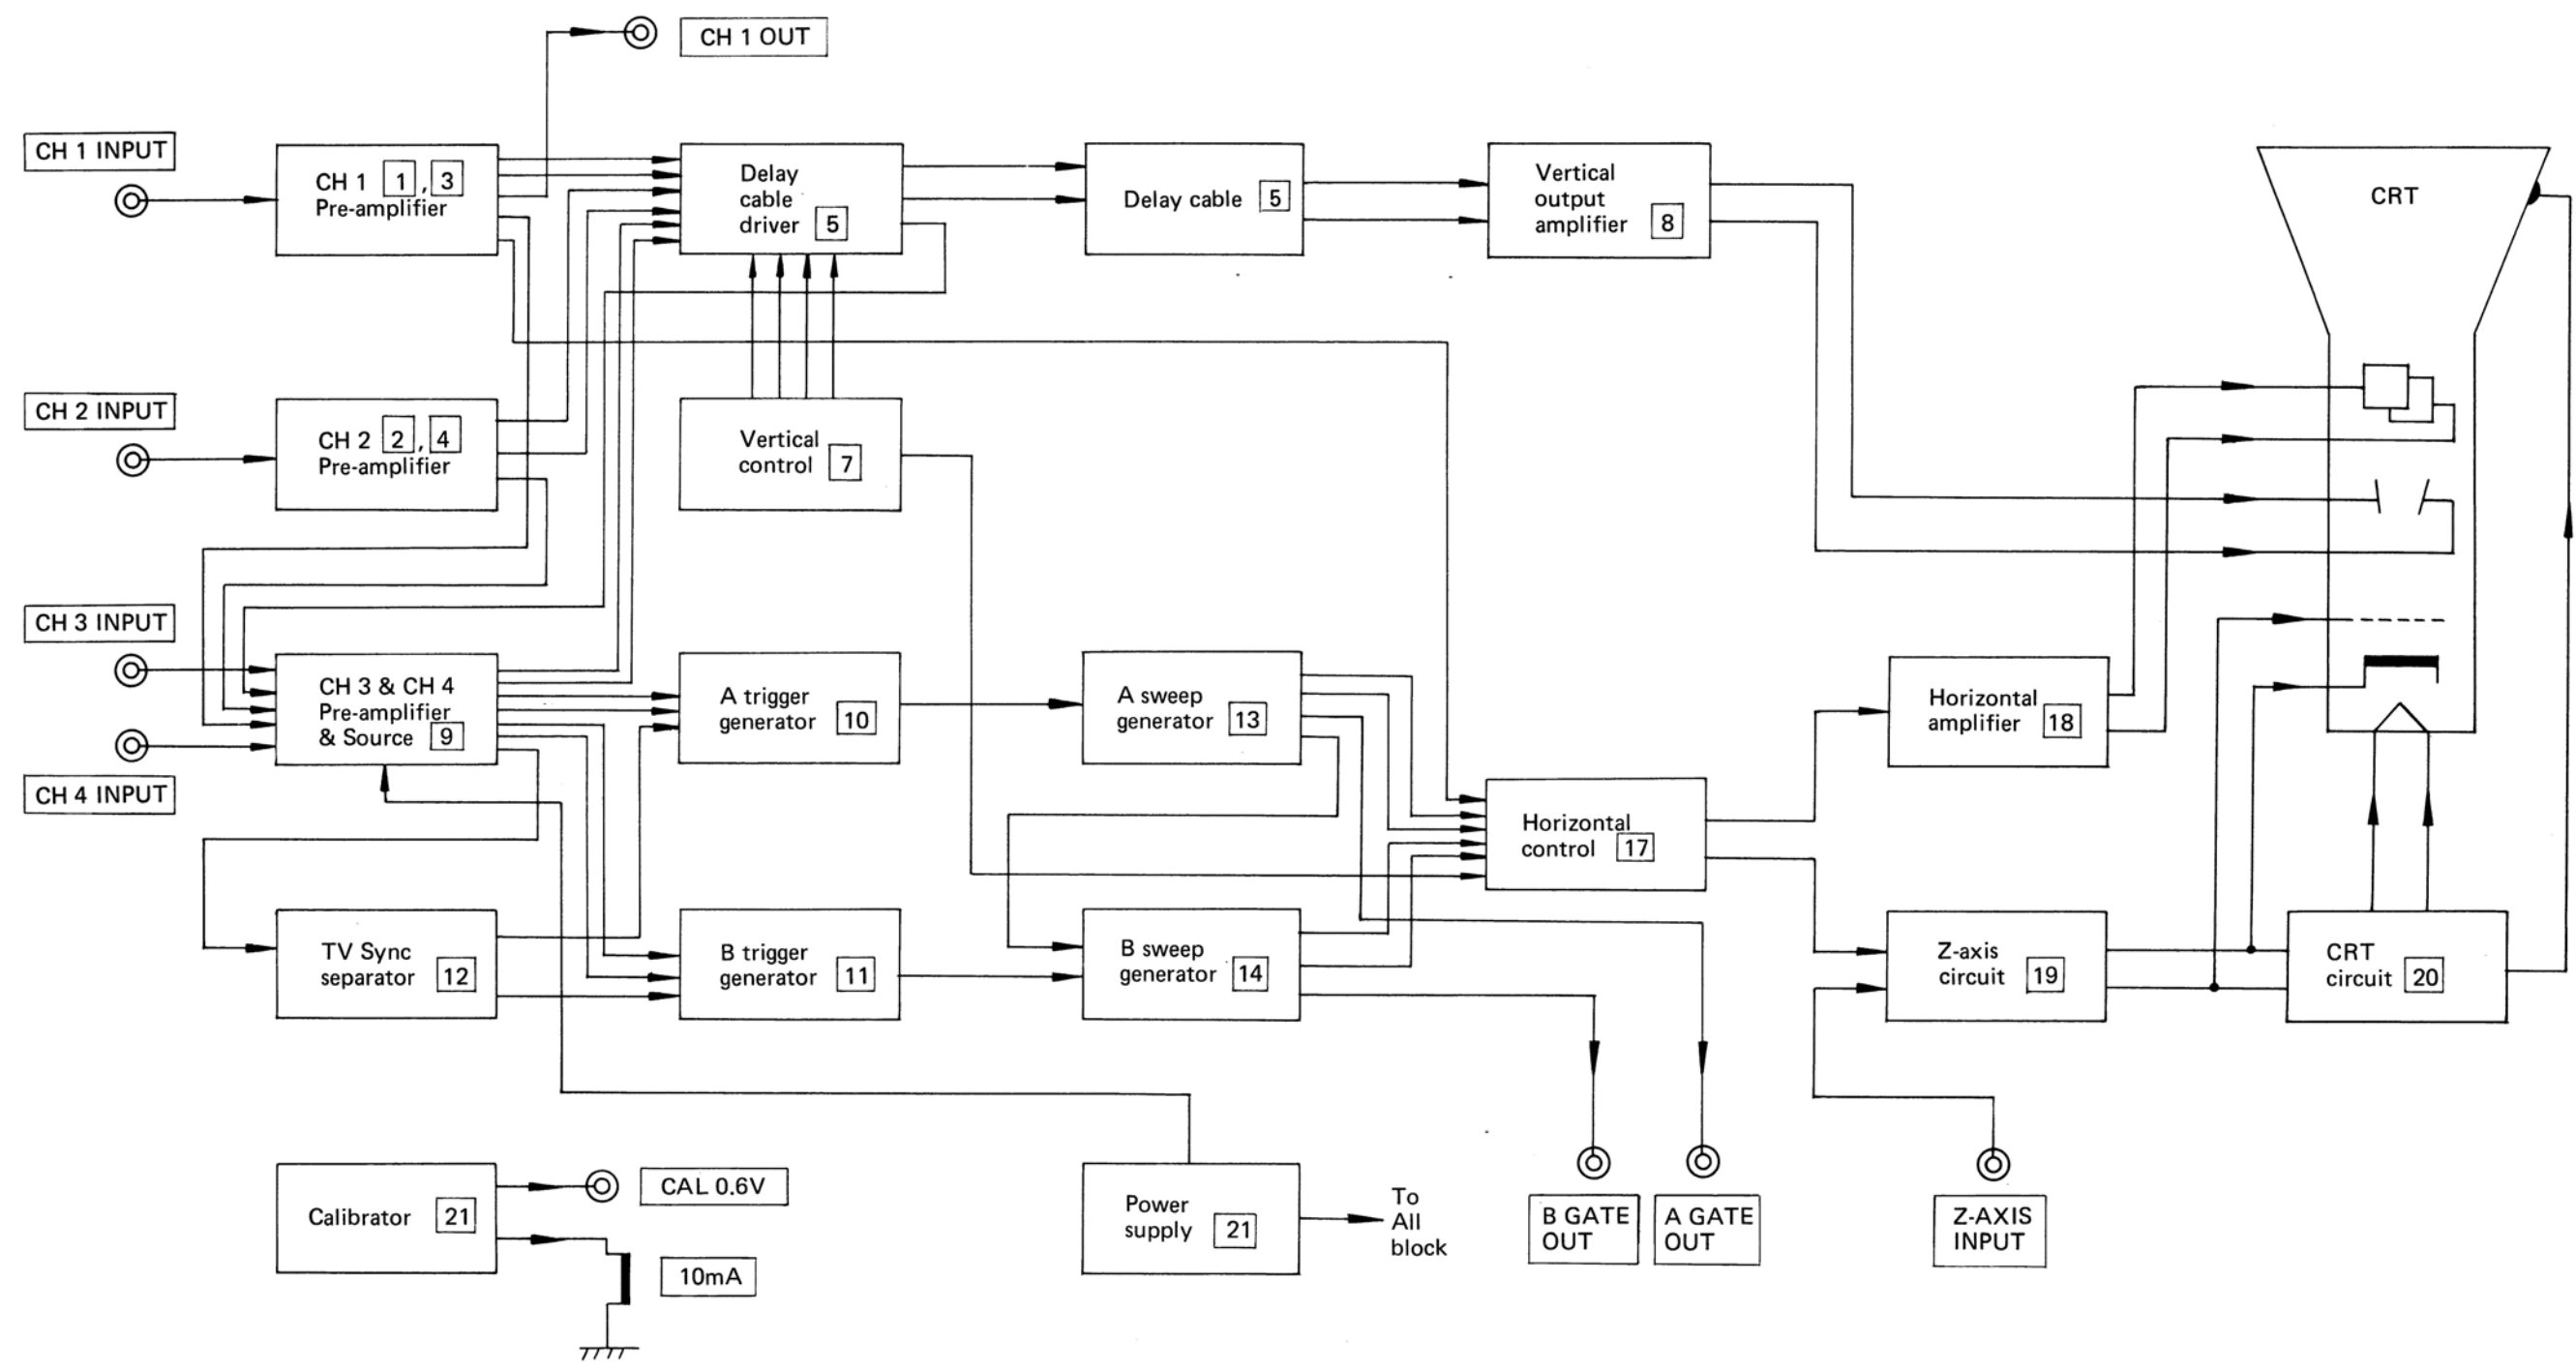 CH 1 OUT
CH 1 INPUT
CH 1 1 , 3
Pre-amplifier
Delay
cable
driver 5
Delay cable 5
Vertical
output
amplifier 8
CRT
CH 2 INPUT
CH 2 2 , 4
Pre-amplifier
Vertical
control 7
CH 3 INPUT
CH 3 & CH 4
Pre-amplifier
& Source 9
CH 4 INPUT
A trigger
generator 10
A sweep
generator 13
Horizontal
control 17
Horizontal
amplifier 18
TV Sync
separator 12
B trigger
generator 11
B sweep
generator 14
Z-axis
circuit 19
CRT
circuit 20
Calibrator 21
CAL 0.6V
10mA
Power
supply 21
To
All
block
B GATE
OUT
A GATE
OUT
Z-AXIS
INPUT